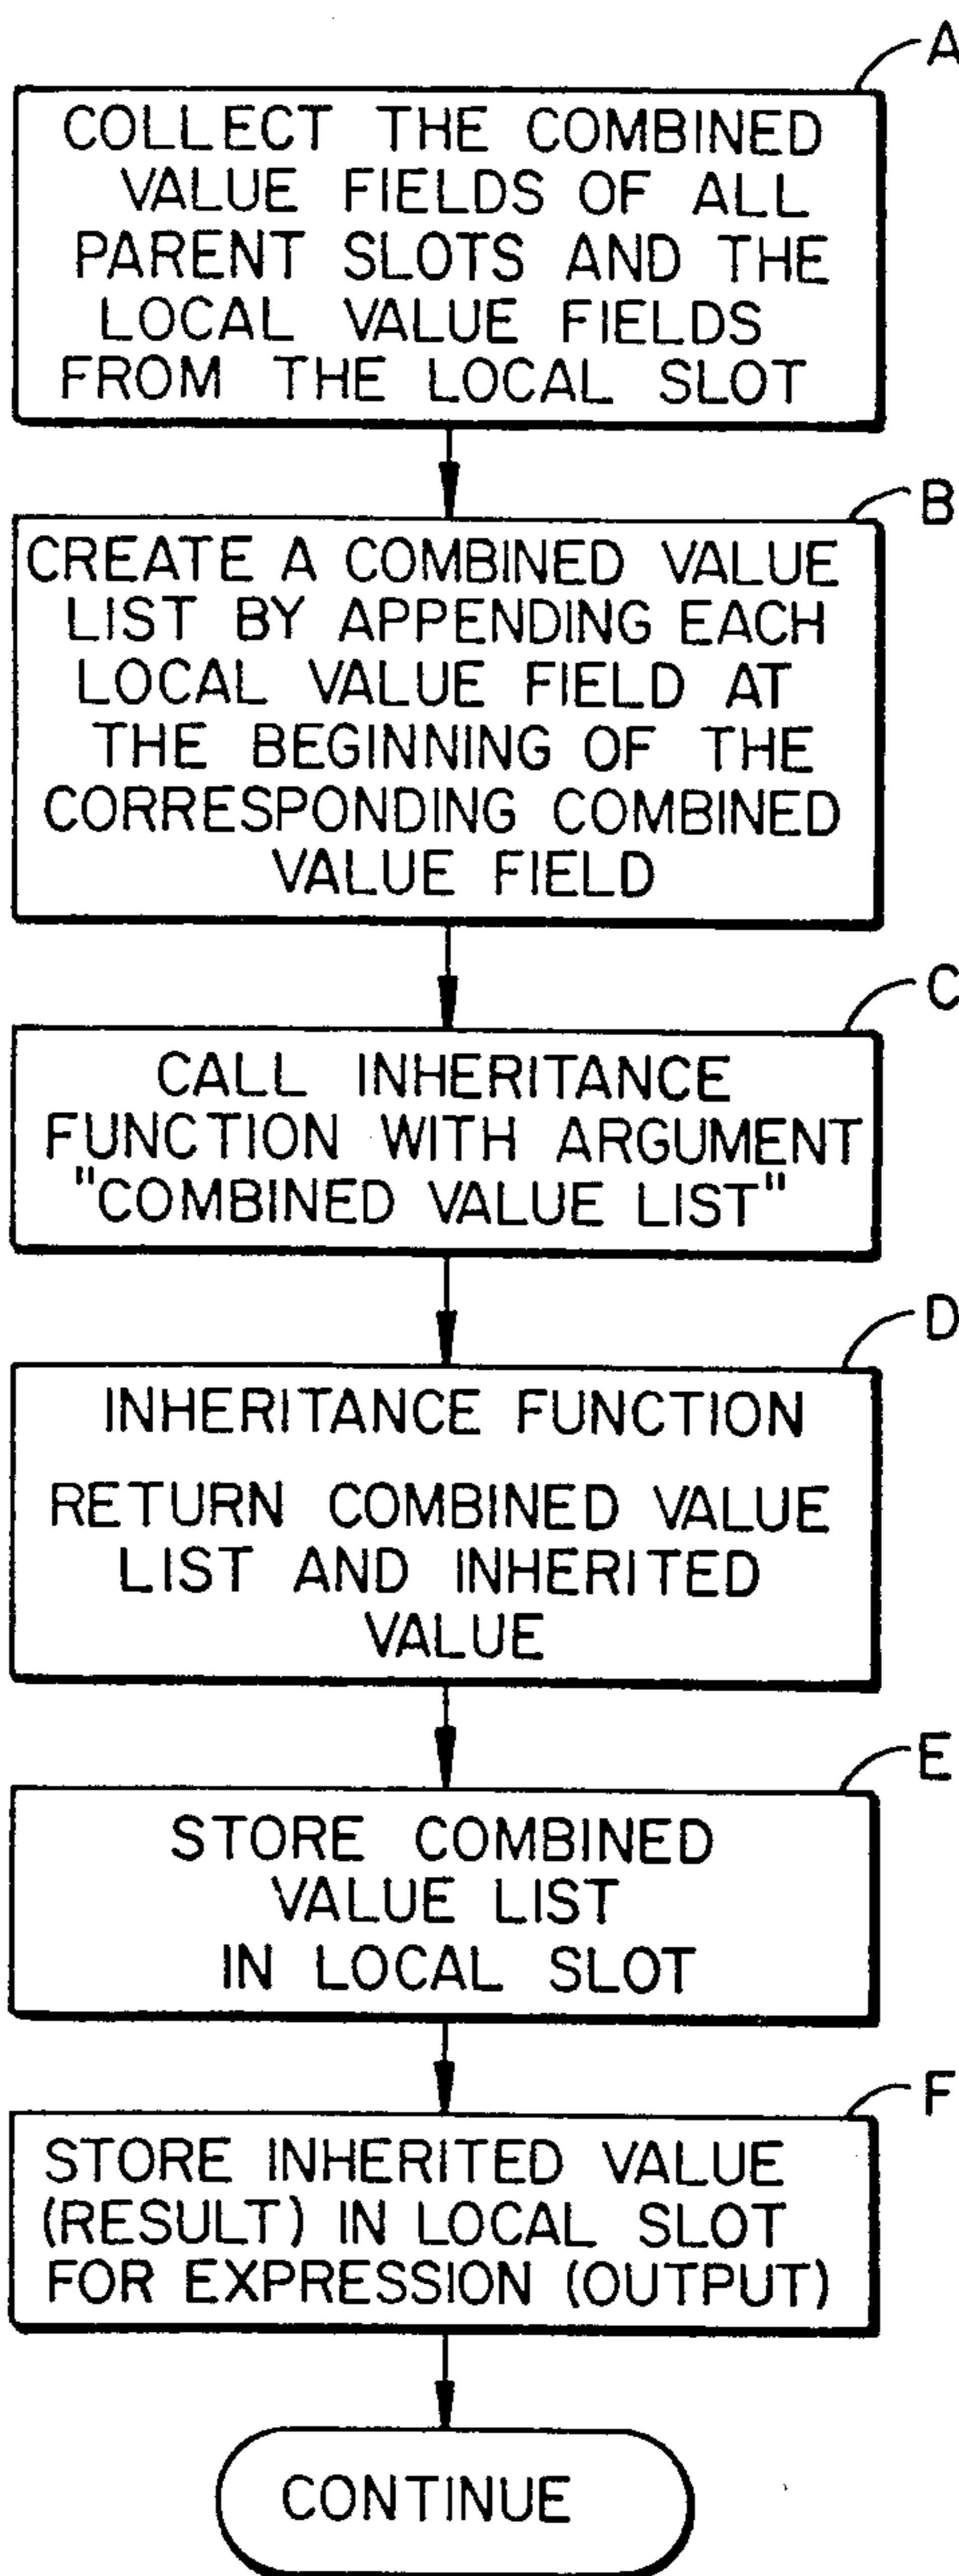 A
COLLECT THE COMBINED
VALUE FIELDS OF ALL
PARENT SLOTS AND THE
LOCAL VALUE FIELDS
FROM THE LOCAL SLOT
B
CREATE A COMBINED VALUE
LIST BY APPENDING EACH
LOCAL VALUE FIELD AT
THE BEGINNING OF THE
CORRESPONDING COMBINED
VALUE FIELD
C
CALL INHERITANCE
FUNCTION WITH ARGUMENT
"COMBINED VALUE LIST"
D
INHERITANCE FUNCTION
RETURN COMBINED VALUE
LIST AND INHERITED
VALUE
E
STORE COMBINED
VALUE LIST
IN LOCAL SLOT
F
STORE INHERITED VALUE
(RESULT) IN LOCAL SLOT
FOR EXPRESSION (OUTPUT)
CONTINUE